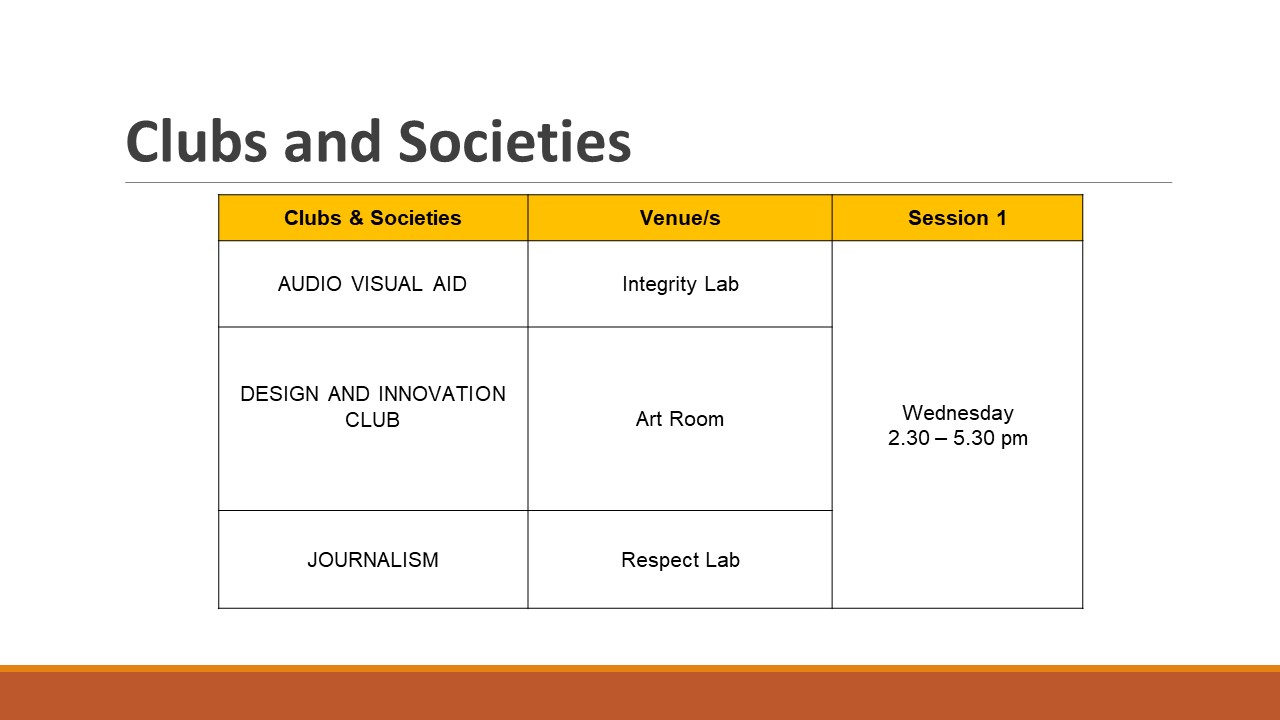 Clubs and Societies
Clubs & Societies Venue/s Session 1
AUDIO VISUAL AID Integrity Lab
DESIGN AND INNOVATION
CLUB
Art Room
Wednesday
2.30 – 5.30 pm
JOURNALISM Respect Lab